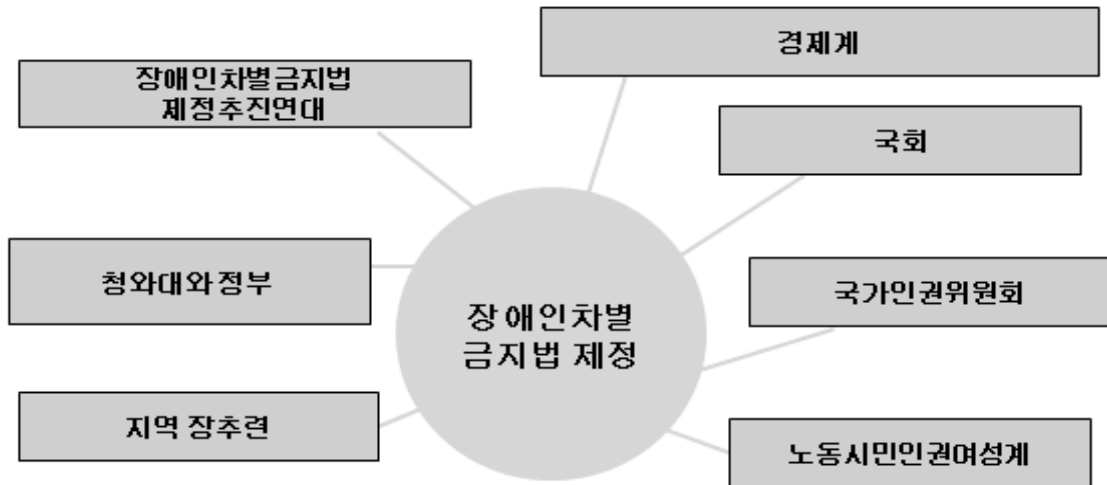 경제계
장애인차별금지법
제정추진연대
국회
청와대와 정부
국가인권위원회
장애인차별
금지법 제정
지역 장추련
노동시민인권여성계